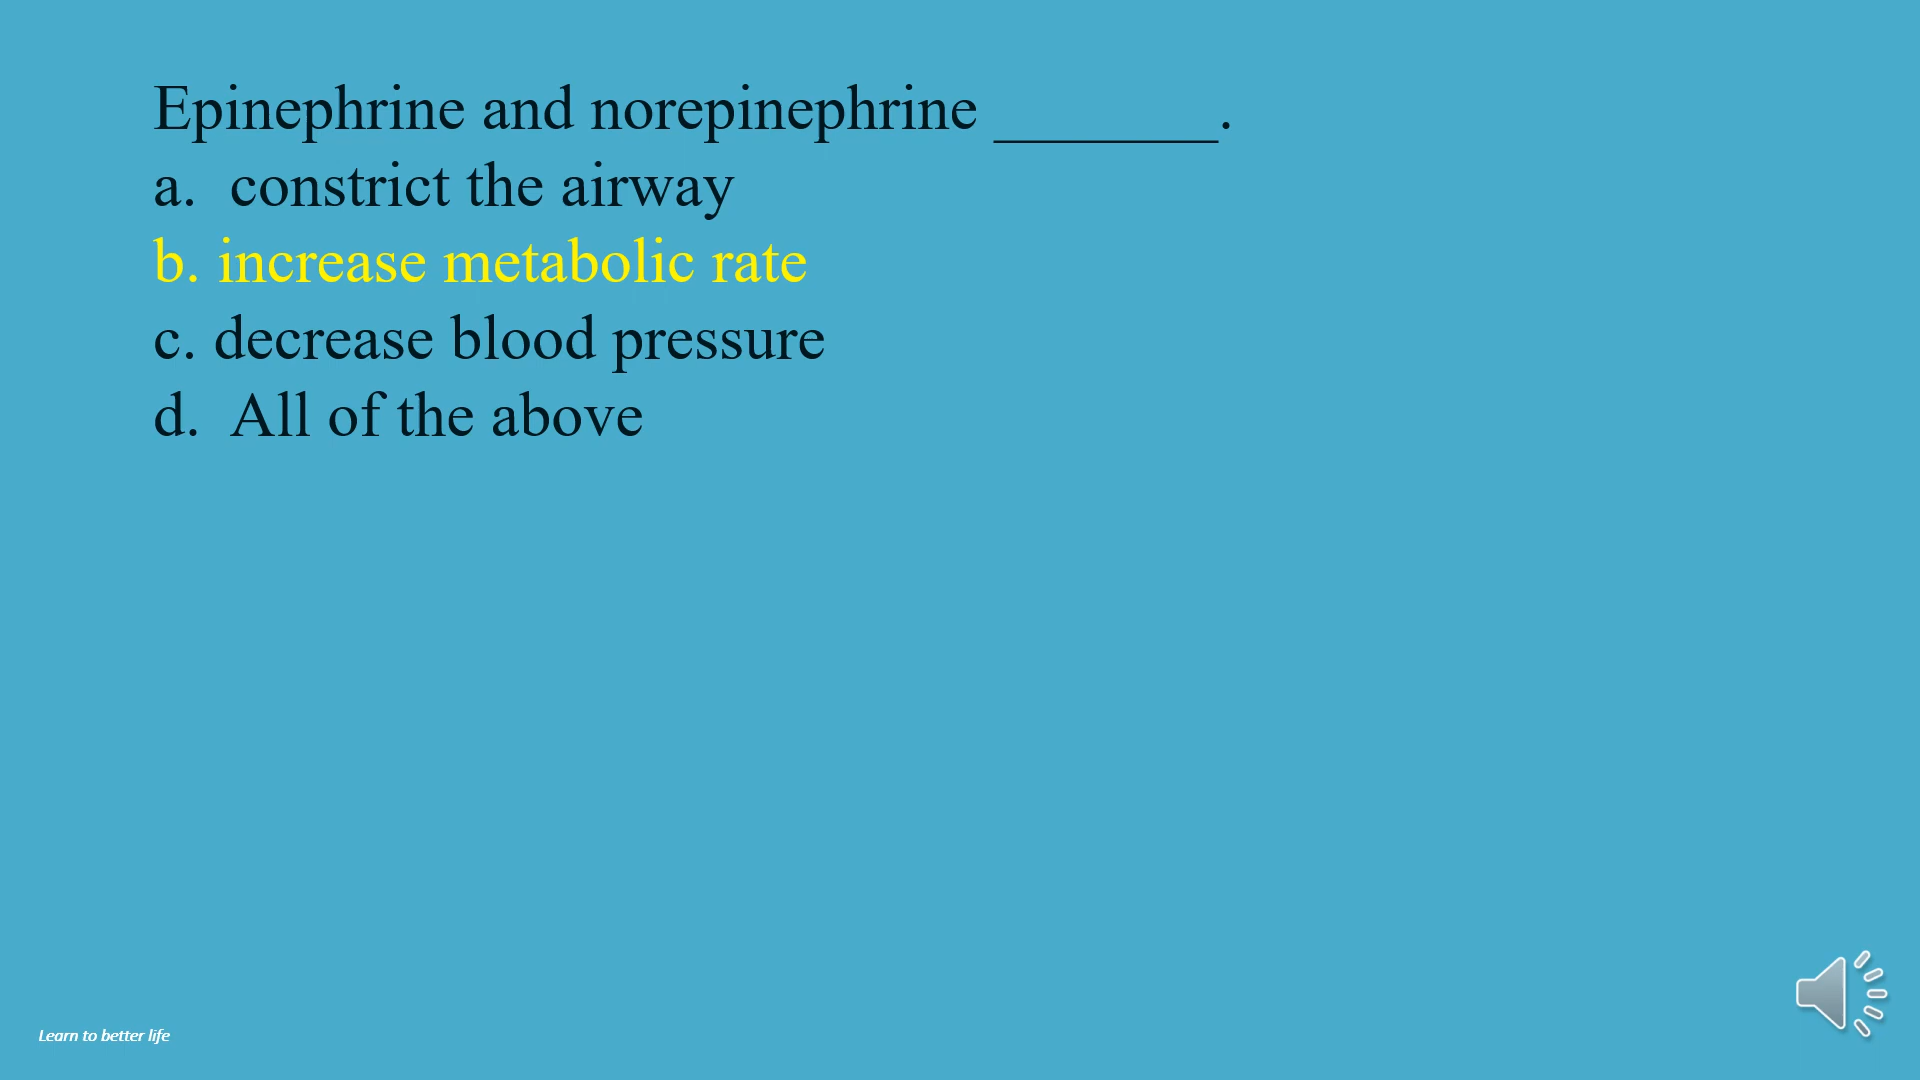 Epinephrine and norepinephrine _______.
a. constrict the airway
b. increase metabolic rate
c. decrease blood pressure
d. All of the above
Learn to better life